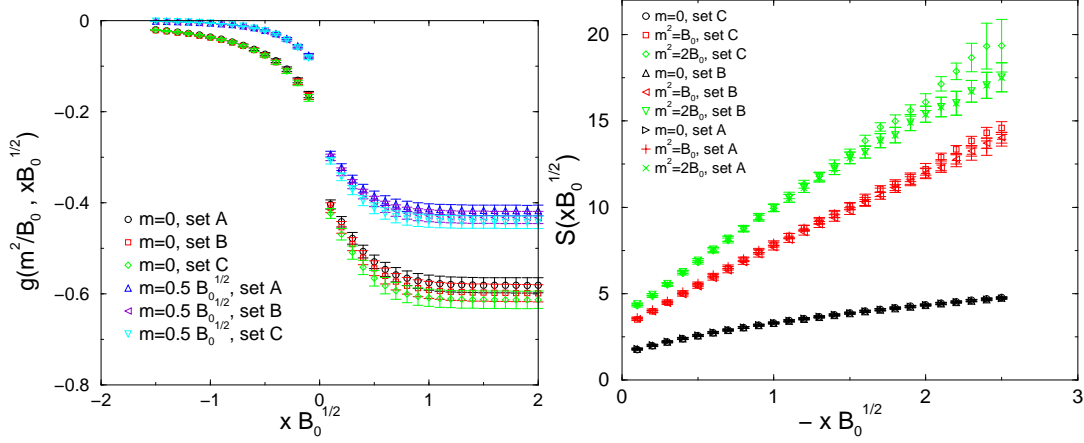 g(m²/B₀ , xB₀^1/2)
0
−0.2
−0.4
−0.6
−0.8
m=0, set A
m=0, set B
m=0, set C
m=0.5 B₀^1/2, set A
m=0.5 B₀^1/2, set B
m=0.5 B₀^1/2, set C
−2
−1
0
1
2
x B₀^1/2
S(xB₀^1/2)
20
15
10
5
0
m=0, set C
m²=B₀, set C
m²=2B₀, set C
m=0, set B
m²=B₀, set B
m²=2B₀, set B
m=0, set A
m²=B₀, set A
m²=2B₀, set A
0
1
2
3
− x B₀^1/2